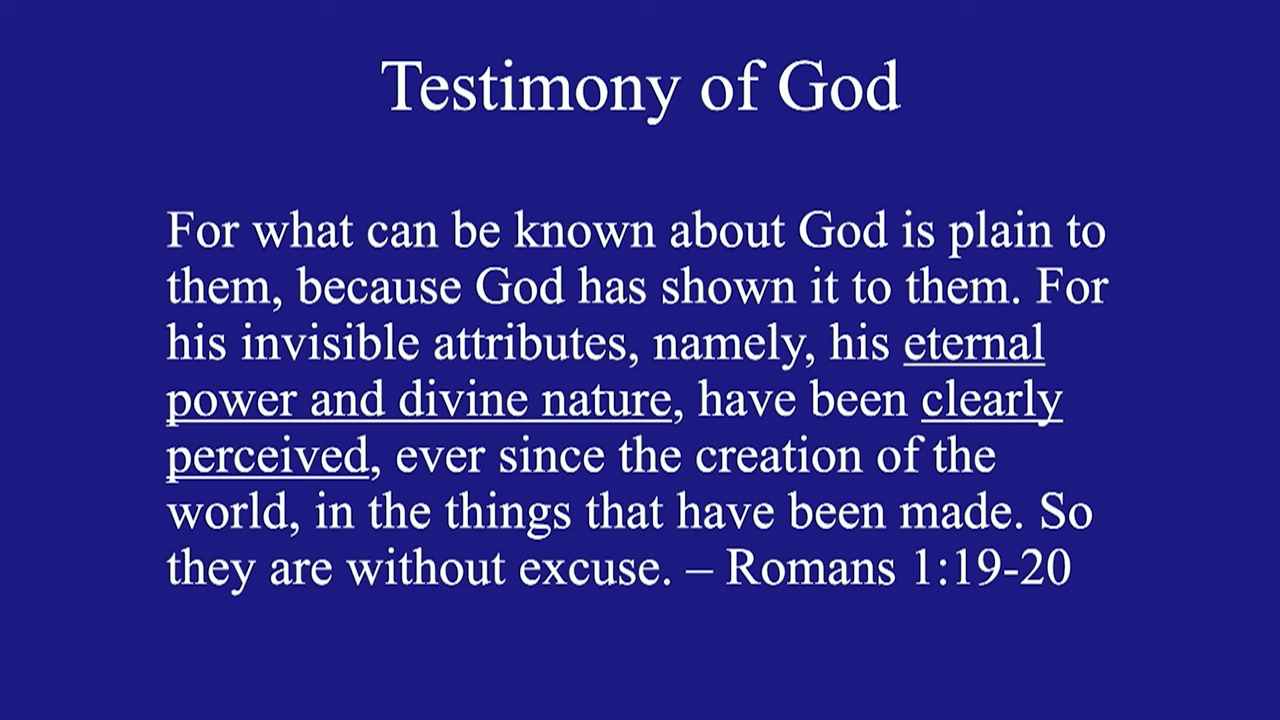 Testimony of God
For what can be known about God is plain to
them, because God has shown it to them. For
his invisible attributes, namely, his eternal
power and divine nature, have been clearly
perceived, ever since the creation of the
world, in the things that have been made. So
they are without excuse. – Romans 1:19-20